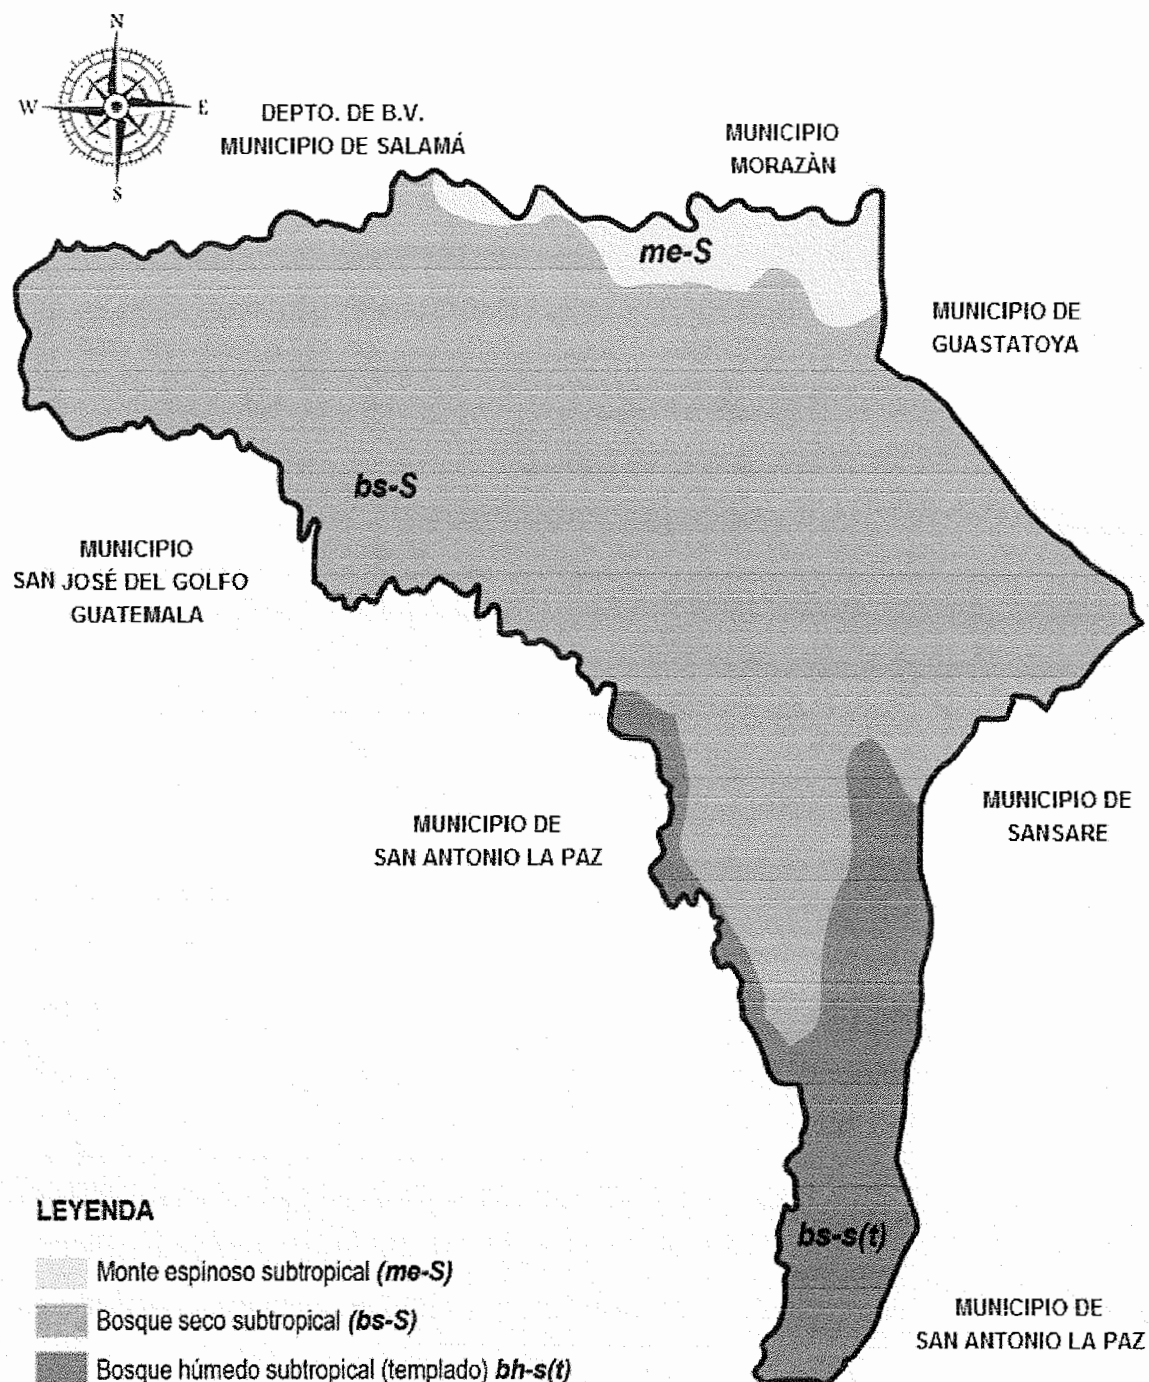 N
W
E
S
DEPTO. DE B.V.
MUNICIPIO DE SALAMÁ
MUNICIPIO
MORAZÀN
me-S
MUNICIPIO DE
GUASTATOYA
bs-S
MUNICIPIO
SAN JOSÉ DEL GOLFO
GUATEMALA
MUNICIPIO DE
SANSARE
MUNICIPIO DE
SAN ANTONIO LA PAZ
bs-s(t)
MUNICIPIO DE
SAN ANTONIO LA PAZ
LEYENDA
Monte espinoso subtropical (me-S)
Bosque seco subtropical (bs-S)
Bosque húmedo subtropical (templado) bh-s(t)